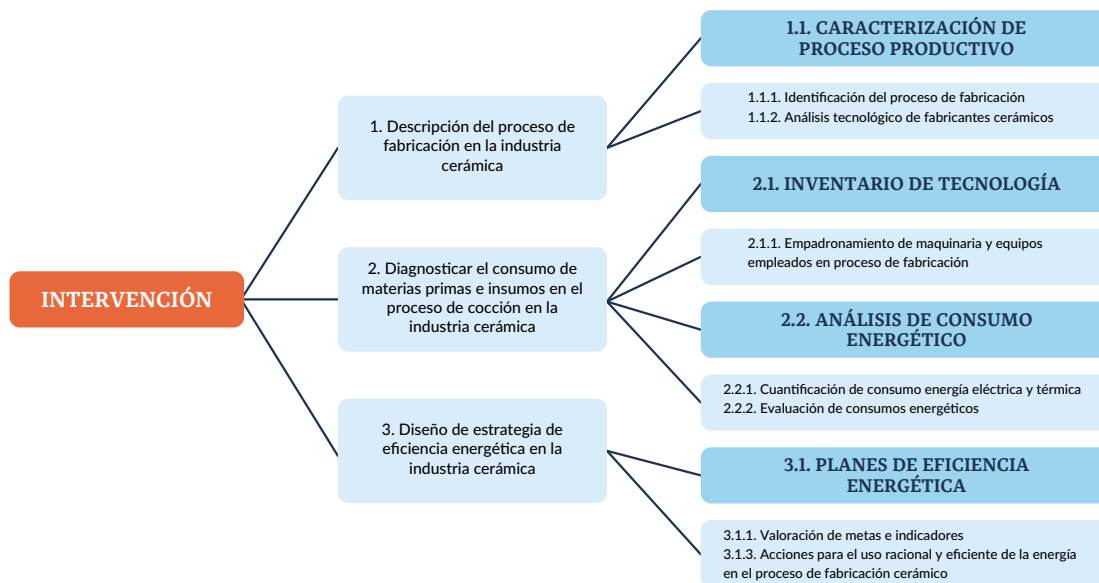 INTERVENCIÓN
1. Descripción del proceso de
fabricación en la industria
cerámica
1.1. CARACTERIZACIÓN DE
PROCESO PRODUCTIVO
1.1.1. Identificación del proceso de fabricación
1.1.2. Análisis tecnológico de fabricantes cerámicos
2. Diagnosticar el consumo de
materias primas e insumos en el
proceso de cocción en la
industria cerámica
2.1. INVENTARIO DE TECNOLOGÍA
2.1.1. Empadronamiento de maquinaria y equipos
empleados en proceso de fabricación
2.2. ANÁLISIS DE CONSUMO
ENERGÉTICO
2.2.1. Cuantificación de consumo energía eléctrica y térmica
2.2.2. Evaluación de consumos energéticos
3. Diseño de estrategia de
eficiencia energética en la
industria cerámica
3.1. PLANES DE EFICIENCIA
ENERGÉTICA
3.1.1. Valoración de metas e indicadores
3.1.3. Acciones para el uso racional y eficiente de la energía
en el proceso de fabricación cerámico